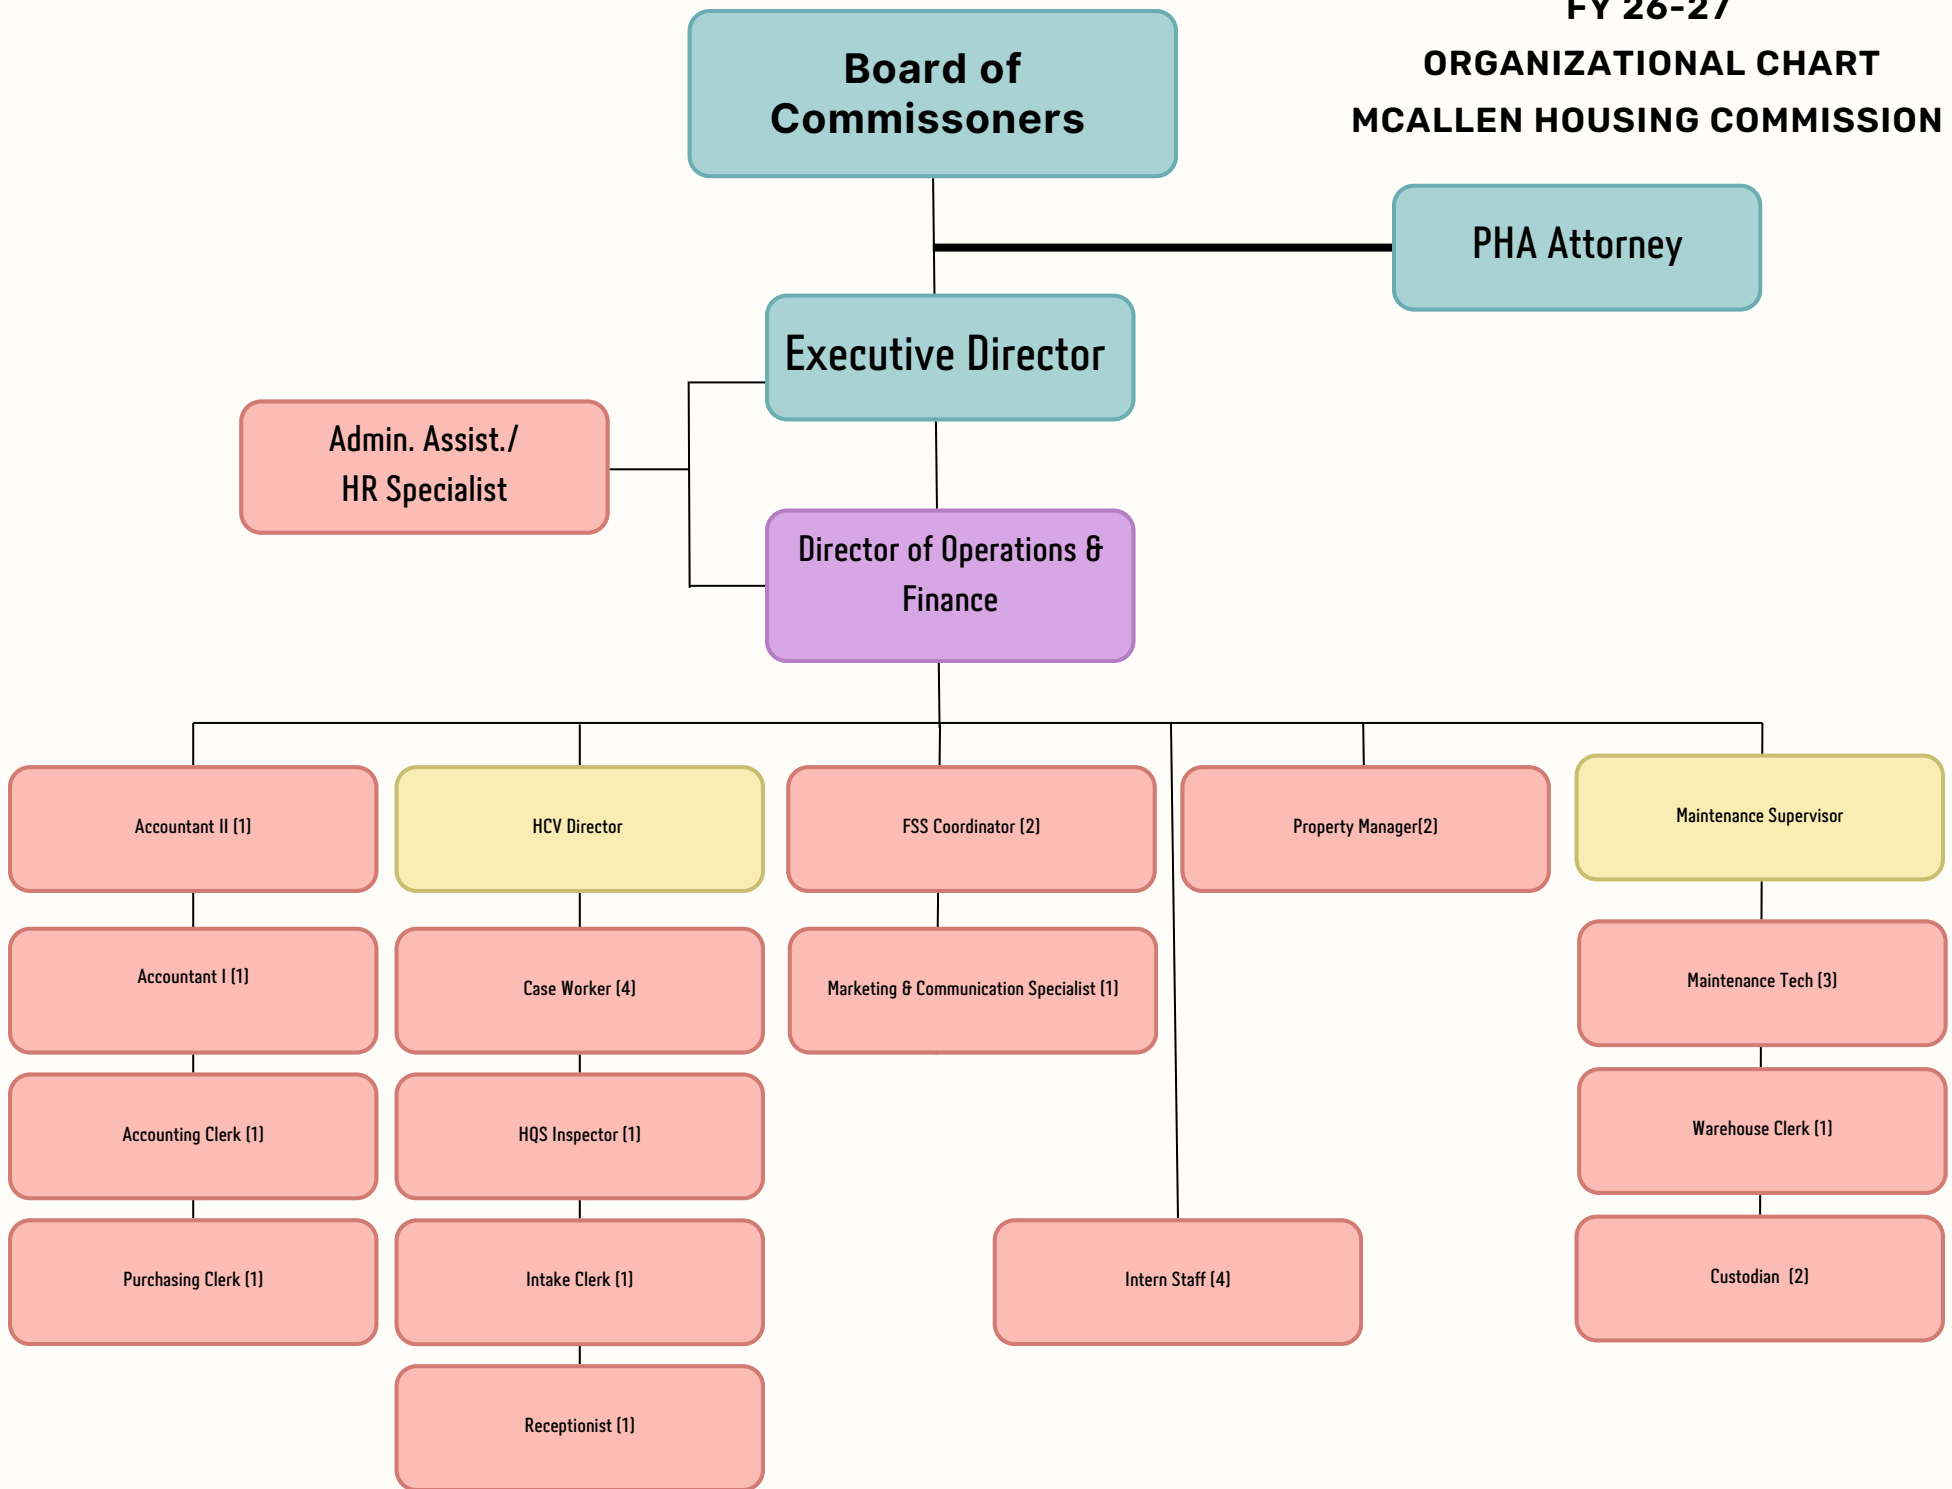 FY 26-27
ORGANIZATIONAL CHART
MCALLEN HOUSING COMMISSION
Board of
Commissoners
PHA Attorney
Executive Director
Admin. Assist./
HR Specialist
Director of Operations &
Finance
Accountant II (1)
HCV Director
FSS Coordinator (2)
Property Manager(2)
Maintenance Supervisor
Accountant I (1)
Case Worker (4)
Marketing & Communication Specialist (1)
Maintenance Tech (3)
Accounting Clerk (1)
HQS Inspector (1)
Warehouse Clerk (1)
Purchasing Clerk (1)
Intake Clerk (1)
Intern Staff (4)
Custodian (2)
Receptionist (1)